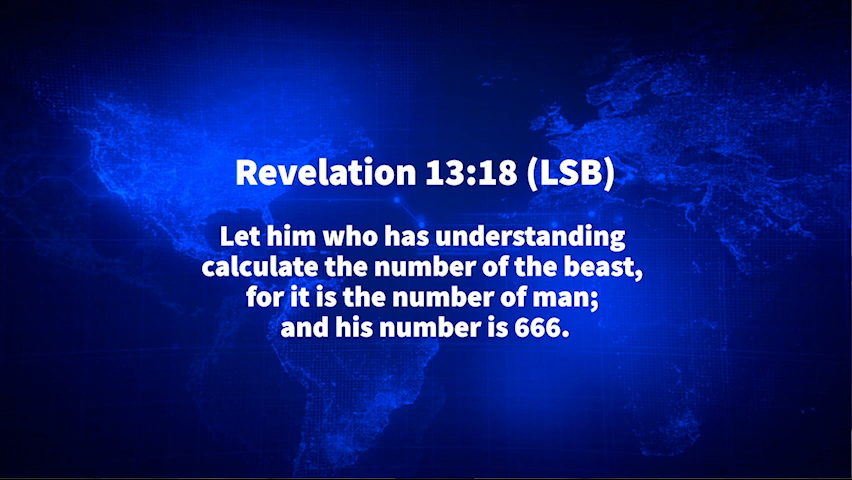 Revelation 13:18 (LSB)
Let him who has understanding
calculate the number of the beast,
for it is the number of man;
and his number is 666.